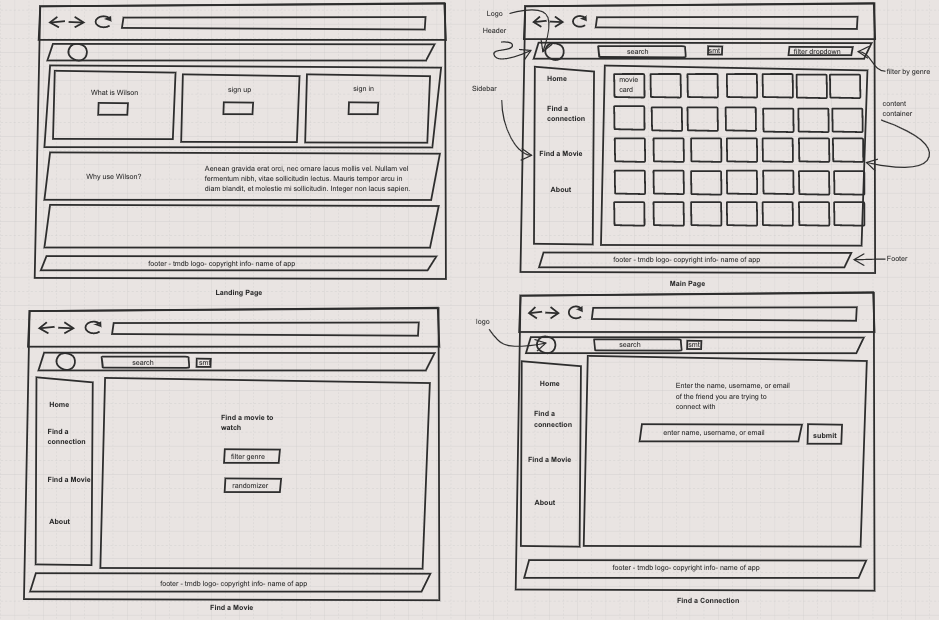 What is Wilson
sign up
sign in
Why use Wilson?
Aenean gravida erat orci, nec ornare lacus mollis vel. Nullam vel
fermentum nibh, vitae sollicitudin lectus. Mauris tempor arcu in
diam blandit, et molestie mi sollicitudin. Integer non lacus sapien.
footer - tmdb logo- copyright info- name of app
Landing Page
Logo
Header
search
smt
filter dropdown
filter by genre
Sidebar
Home
Find a
connection
Find a Movie
About
movie
card
content
container
footer - tmdb logo- copyright info- name of app
Footer
Main Page
search
smt
Home
Find a
connection
Find a Movie
About
Find a movie to
watch
filter genre
randomizer
footer - tmdb logo- copyright info- name of app
Find a Movie
logo
search
smt
Home
Find a
connection
Find a Movie
About
Enter the name, username, or email
of the friend you are trying to
connect with
enter name, username, or email
submit
footer - tmdb logo- copyright info- name of app
Find a Connection